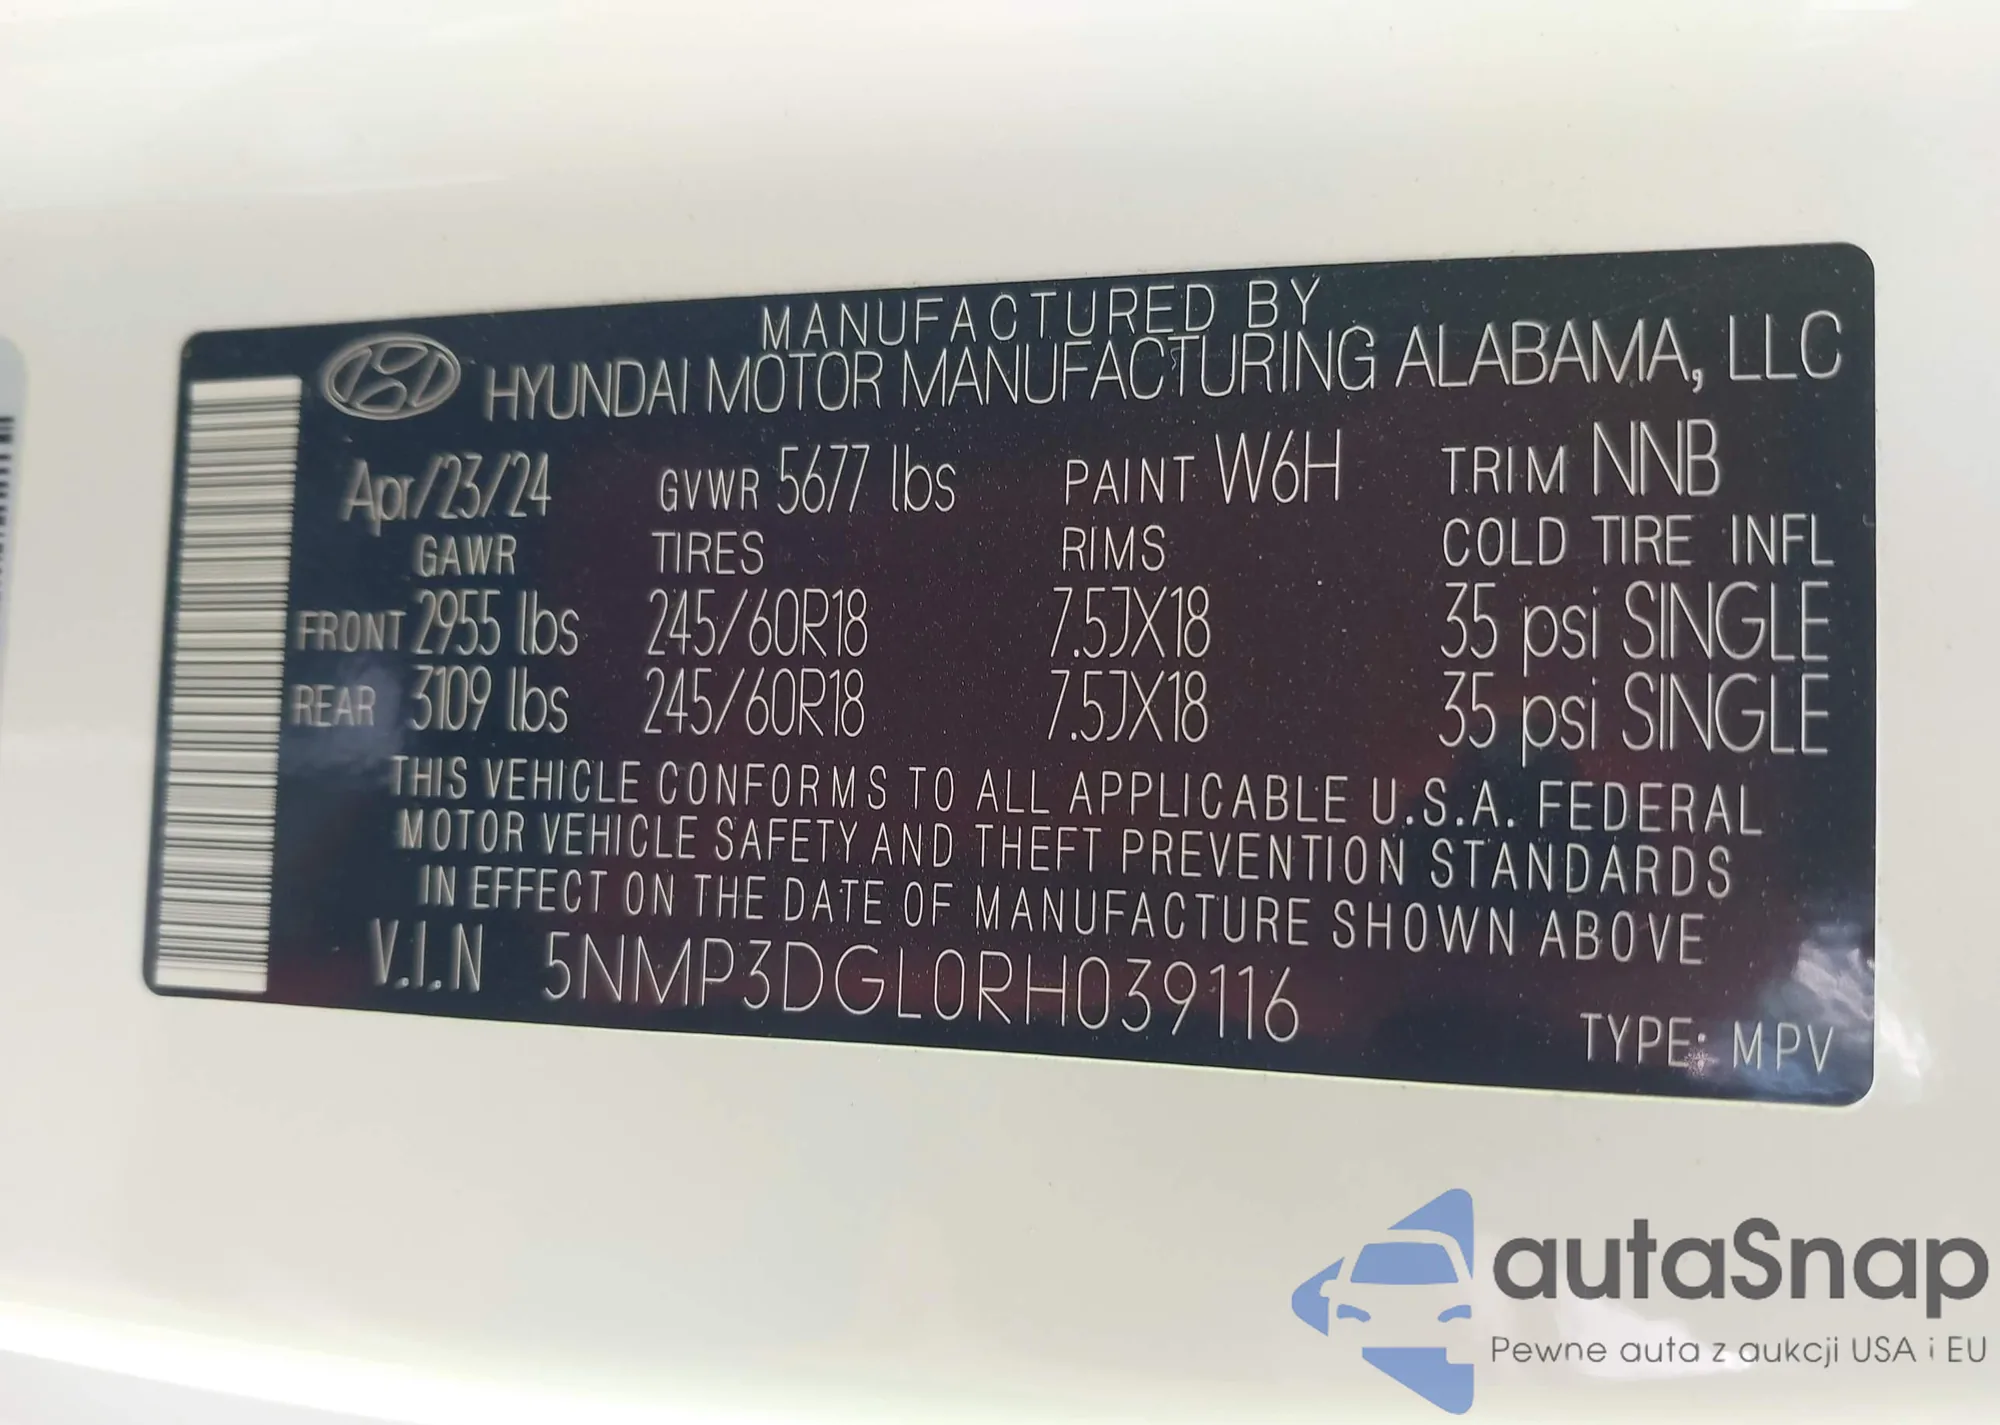 MANUFACTURED BY
HYUNDAI MOTOR MANUFACTURING ALABAMA, LLC
Apr/23/24 GVWR 5677 lbs PAINT W6H TRIM NNB
GAWR TIRES RIMS COLD TIRE INFL
FRONT 2955 lbs 245/60R18 7.5JX18 35 psi SINGLE
REAR 3109 lbs 245/60R18 7.5JX18 35 psi SINGLE
THIS VEHICLE CONFORMS TO ALL APPLICABLE U.S.A. FEDERAL
MOTOR VEHICLE SAFETY AND THEFT PREVENTION STANDARDS
IN EFFECT ON THE DATE OF MANUFACTURE SHOWN ABOVE
V.I.N 5NMP3DGL0RH039116
TYPE: MPV
autaSnap
Pewne auta z aukcji USA i EU